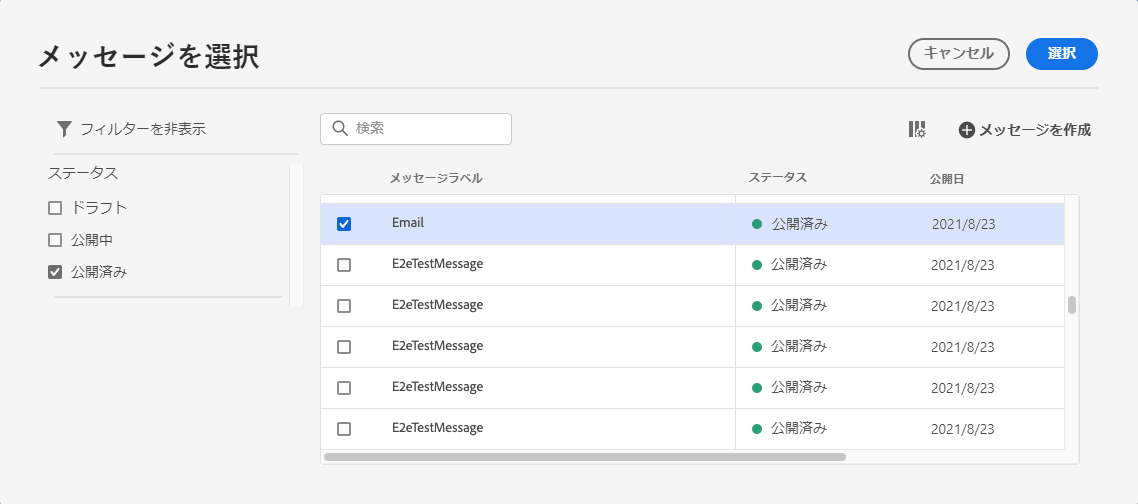 メッセージを選択
キャンセル
選択
フィルターを非表示
検索
メッセージを作成
ステータス
ドラフト
公開中
公開済み
メッセージラベル ステータス 公開日
Email 公開済み 2021/8/23
E2eTestMessage 公開済み 2021/8/23
E2eTestMessage 公開済み 2021/8/23
E2eTestMessage 公開済み 2021/8/23
E2eTestMessage 公開済み 2021/8/23
E2eTestMessage 公開済み 2021/8/23